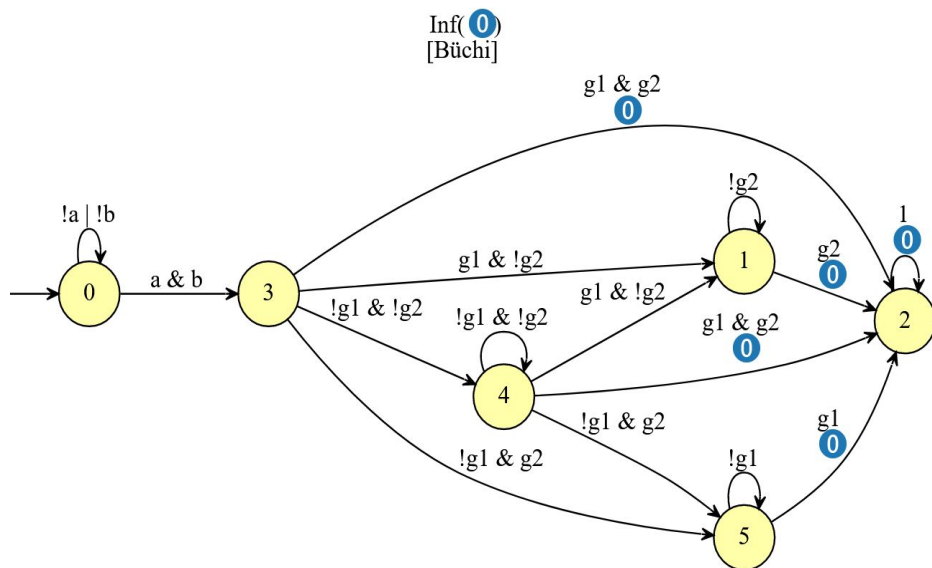 Inf( 0)
[Büchi]
g1 & g2
0
!a | !b
0
a & b
3
g1 & !g2
!g2
1
g2
0
1
0
2
!g1 & !g2
!g1 & !g2
4
g1 & !g2
g1 & g2
0
!g1 & g2
!g1 & g2
!g1
5
g1
0